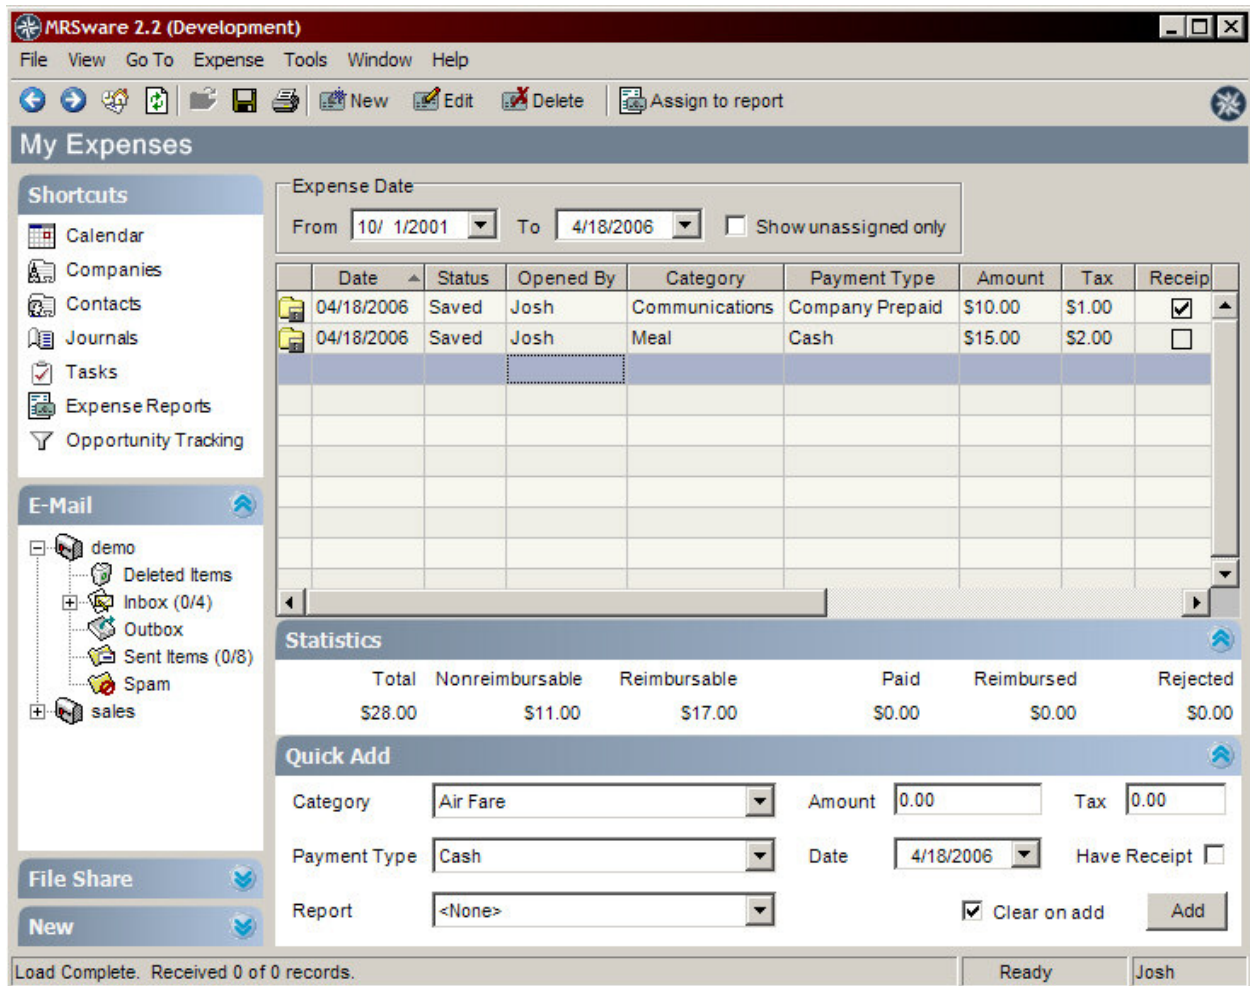 MRSware 2.2 (Development)
File View Go To Expense Tools Window Help
New Edit Delete Assign to report
My Expenses
Shortcuts
Calendar
Companies
Contacts
Journals
Tasks
Expense Reports
Opportunity Tracking
E-Mail
demo
Deleted Items
Inbox (0/4)
Outbox
Sent Items (0/8)
Spam
sales
File Share
New
Expense Date
From 10/ 1/2001 To 4/18/2006 Show unassigned only
Date Status Opened By Category Payment Type Amount Tax Receip
04/18/2006 Saved Josh Communications Company Prepaid $10.00 $1.00
04/18/2006 Saved Josh Meal Cash $15.00 $2.00
Statistics
Total Nonreimbursable Reimbursable Paid Reimbursed Rejected
$28.00 $11.00 $17.00 $0.00 $0.00 $0.00
Quick Add
Category Air Fare Amount 0.00 Tax 0.00
Payment Type Cash Date 4/18/2006 Have Receipt
Report <None> Clear on add Add
Load Complete. Received 0 of 0 records. Ready Josh